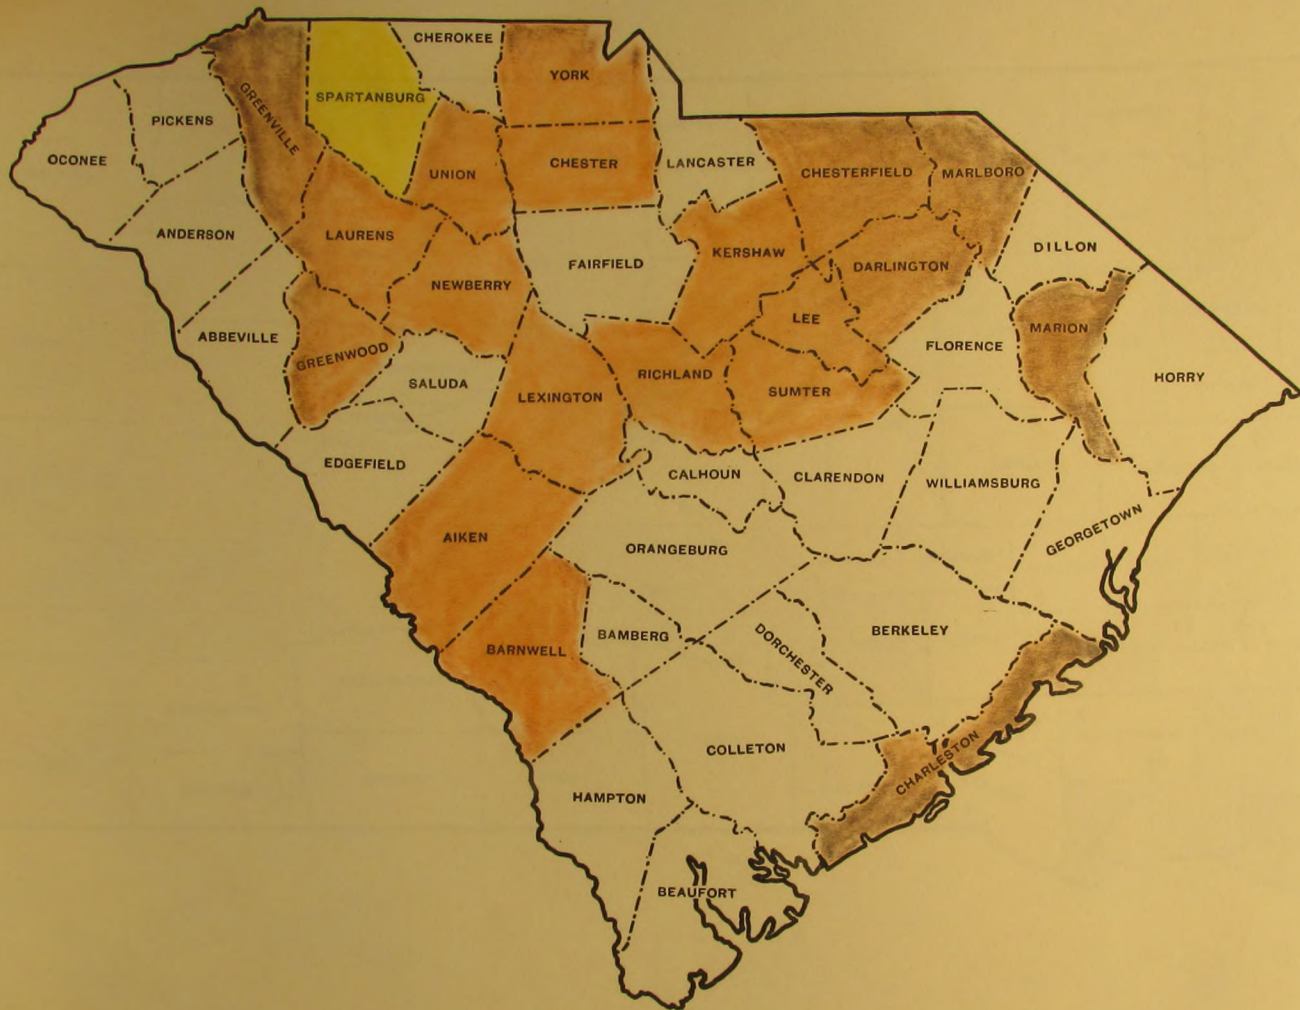 CHEROKEE
YORK
SPARTANBURG
GREENVILLE
PICKENS
OCONEE
UNION
CHESTER
LANCASTER
CHESTERFIELD
MARLBORO
ANDERSON
LAURENS
FAIRFIELD
KERSHAW
DARLINGTON
DILLON
NEWBERRY
LEE
MARION
ABBEVILLE
GREENWOOD
SALUDA
LEXINGTON
RICHLAND
SUMTER
FLORENCE
HORRY
EDGEFIELD
CALHOUN
CLARENDON
WILLIAMSBURG
AIKEN
ORANGEBURG
GEORGETOWN
BARNWELL
BAMBERG
DORCHESTER
BERKELEY
COLLETON
CHARLESTON
HAMPTON
BEAUFORT